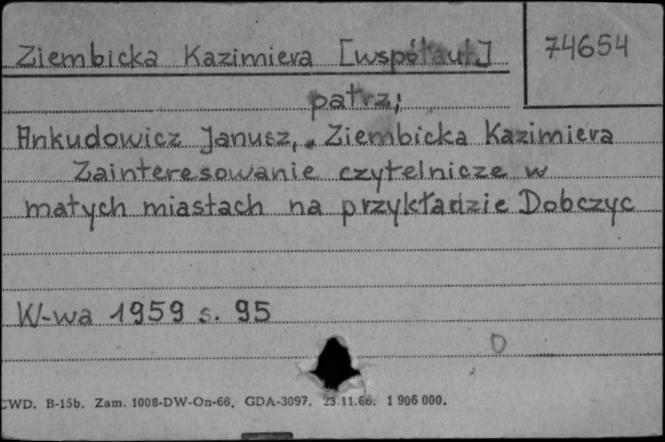 Ziembicka Kazimiera [współaut.]
74654
patrz;
Ankudowicz Janusz, Ziembicka Kazimiera
Zainteresowanie czytelnicze w
małych miastach na przykładzie Dobczyc
W-wa 1959 s. 95
CWD. B-15b. Zam. 1008-DW-On-66. GDA-3097. 23.11.66. 1 906 000.